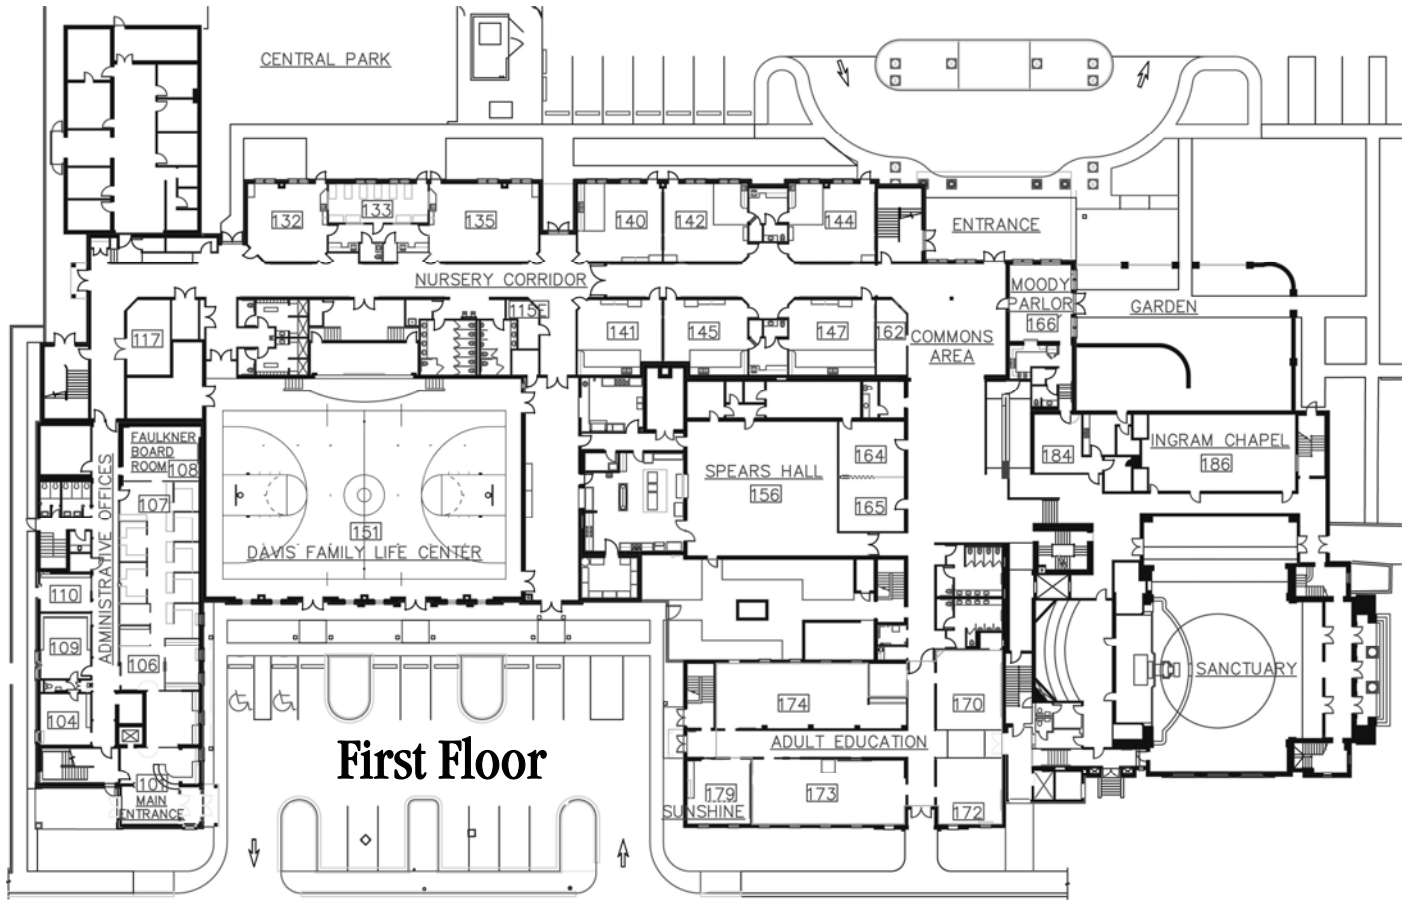 CENTRAL PARK
132
133
135
140
142
144
ENTRANCE
NURSERY CORRIDOR
MOODY
PARLOR
166
GARDEN
115F
117
141
145
147
162
COMMONS
AREA
FAULKNER
BOARD
ROOM
108
107
ADMINISTRATIVE OFFICES
151
DAVIS FAMILY LIFE CENTER
SPEARS HALL
156
164
165
184
INGRAM CHAPEL
186
110
109
106
104
SANCTUARY
174
170
ADULT EDUCATION
First Floor
101
MAIN
ENTRANCE
179
SUNSHINE
173
172